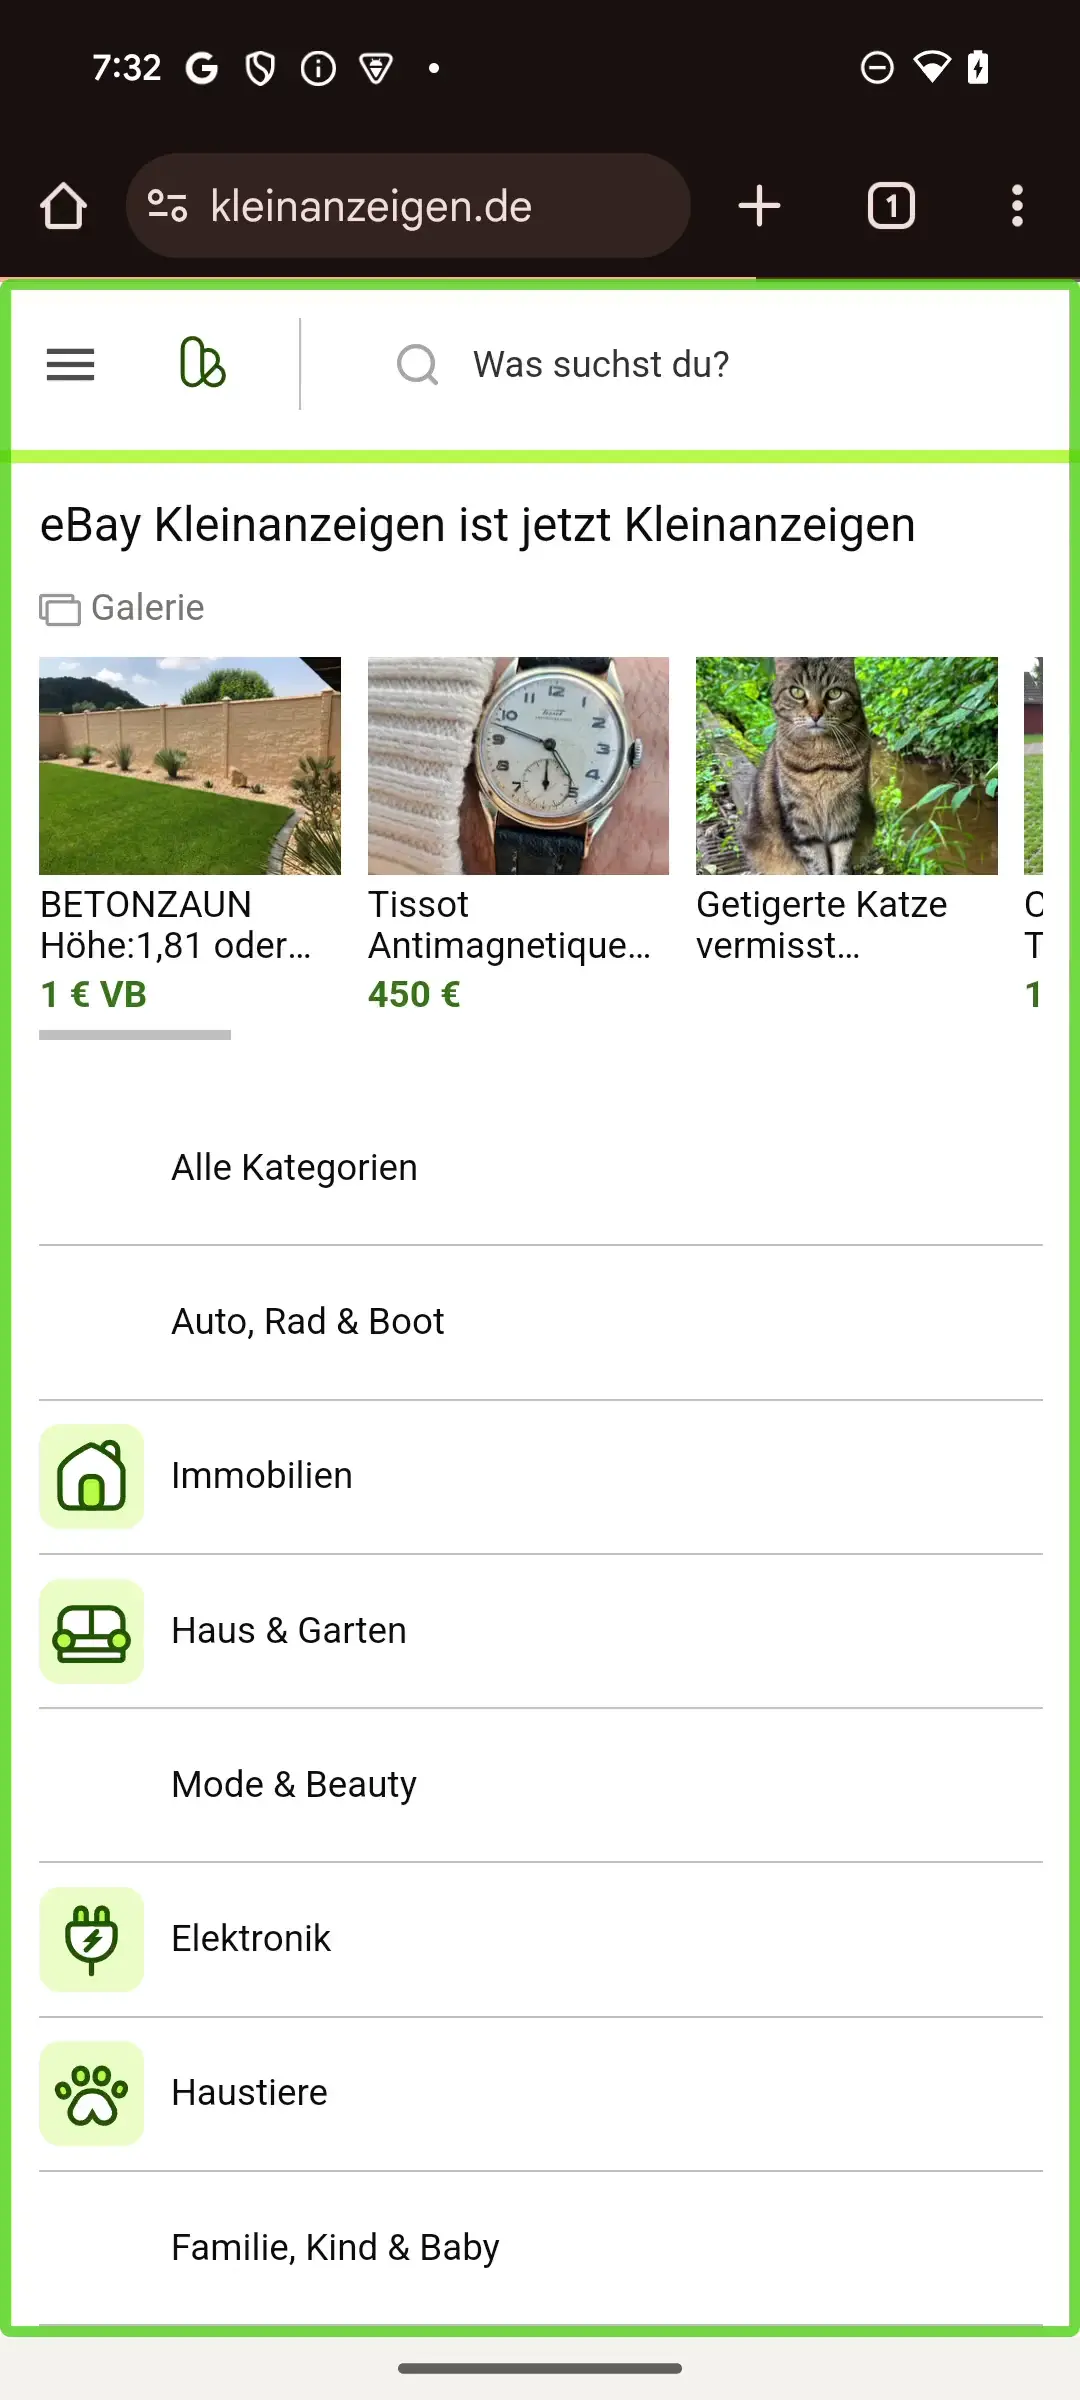 7:32
kleinanzeigen.de
1
Was suchst du?
eBay Kleinanzeigen ist jetzt Kleinanzeigen
Galerie
BETONZAUN
Höhe:1,81 oder...
1 € VB
Tissot
Antimagnetique...
450 €
Getigerte Katze
vermisst...
Alle Kategorien
Auto, Rad & Boot
Immobilien
Haus & Garten
Mode & Beauty
Elektronik
Haustiere
Familie, Kind & Baby